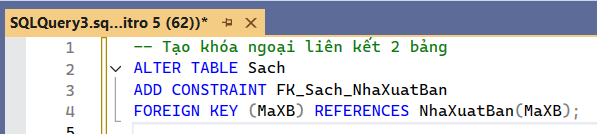 SQLQuery3.sq...itro 5 (62))*
1 -- Tạo khóa ngoại liên kết 2 bảng
2 ALTER TABLE Sach
3 ADD CONSTRAINT FK_Sach_NhaXuatBan
4 FOREIGN KEY (MaXB) REFERENCES NhaXuatBan(MaXB);
5